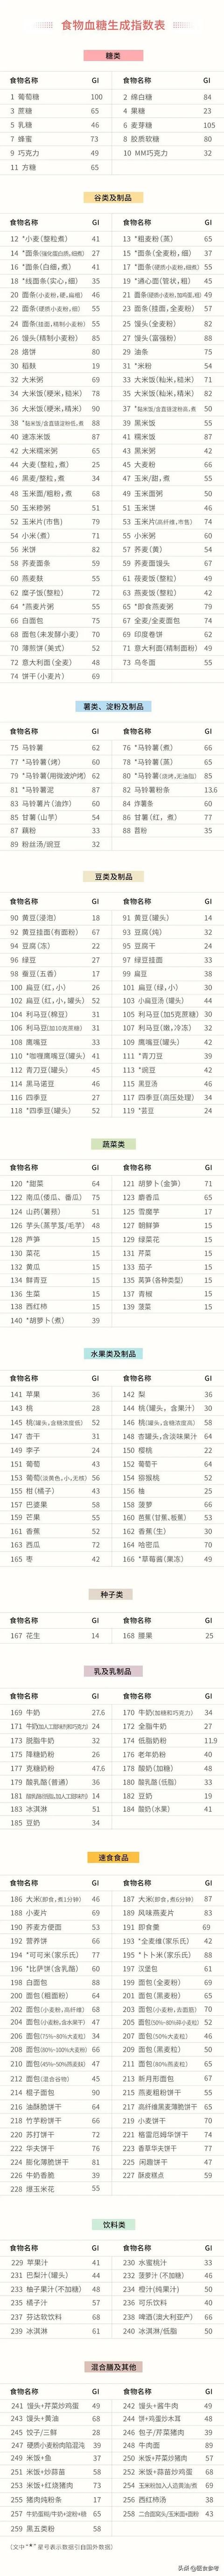 食物血糖生成指数表
糖类
食物名称 GI 食物名称 GI
1 葡萄糖 100 2 绵白糖 84
3 蔗糖 65 4 果糖 23
5 乳糖 46 6 麦芽糖 105
7 蜂蜜 73 8 胶质软糖 80
9 巧克力 49 10 MM巧克力 32
11 方糖 65
谷类及制品
食物名称 GI 食物名称 GI
12 *小麦(整粒煮) 41 13 *粗麦粉(蒸) 65
14 *面条(强化蛋白质,细煮) 27 15 *面条(全麦粉,细) 37
16 *面条(白细,煮) 41 17 *面条(硬质小麦粉,细煮) 55
18 *线面条(实心,细) 35 19 *通心面(管状,粗) 45
20 面条(小麦粉,硬,扁粗) 46 21 面条(硬质小麦粉,加鸡蛋,粗) 49
22 面条(硬质小麦粉,细) 55 23 面条(挂面,全麦粉) 57
24 面条(挂面,精制小麦粉) 55 25 馒头(全麦粉) 82
26 馒头(精制小麦粉) 85 27 馒头(富强粉) 88
28 烙饼 80 29 油条 75
30 稻麸 19 31 *米粉 54
32 大米粥 69 33 大米饭(籼米,糙米) 71
34 大米饭(粳米,糙米) 78 35 大米饭(籼米,精米) 82
36 大米饭(粳米,精米) 90 37 *黏米饭(含直链淀粉高,煮) 50
38 *黏米饭(含直链淀粉低,煮) 88 39 黑米饭 55
40 速冻米饭 87 41 糯米饭 87
42 大米糯米粥 65 43 黑米粥 42
44 大麦(整粒,煮) 25 45 大麦粉 66
46 黑麦(整粒,煮) 34 47 玉米(甜,煮) 55
48 玉米面(粗粉,煮) 68 49 玉米面粥 50
50 玉米糁粥 51 51 玉米饼 46
52 玉米片(市售) 79 53 玉米片(高纤维,市售) 74
54 小米(煮) 71 55 小米粥 60
56 米饼 82 57 荞麦(黄) 54
58 荞麦面条 59 59 荞麦面馒头 67
60 燕麦麸 55 61 莜麦饭(整粒) 49
62 糜子饭(整粒) 72 63 燕麦饭(整粒) 42
64 *燕麦片粥 55 65 *即食燕麦粥 79
66 白面包 75 67 全麦(全麦面包) 74
68 面包(未发酵小麦) 70 69 印度卷饼 62
70 薄煎饼(美式) 52 71 意大利面(精制面粉) 49
72 意大利面(全麦) 48 73 乌冬面 55
74 饼干(小麦片) 69
薯类、淀粉及制品
食物名称 GI 食物名称 GI
75 马铃薯 62 76 *马铃薯(煮) 66
77 *马铃薯(烤) 60 78 *马铃薯(蒸) 65
79 *马铃薯(用微波炉烤) 82 80 *马铃薯(烧烤,无油脂) 85
81 *马铃薯泥 87 82 马铃薯粉条 13.6
83 马铃薯片(油炸) 60 84 炸薯条 60
85 甘薯(山芋) 54 86 甘薯(红,煮) 77
87 藕粉 33 88 苕粉 35
89 粉丝汤/豌豆 32
豆类及制品
食物名称 GI 食物名称 GI
90 黄豆(浸泡) 18 91 黄豆(罐头) 14
92 黄豆挂面(有面粉) 67 93 豆腐(炖) 32
94 豆腐(冻) 22 95 豆腐干 24
96 绿豆 27 97 绿豆挂面 33
98 蚕豆(五香) 17 99 扁豆 38
100 扁豆(红,小) 26 101 扁豆(绿,小) 30
102 扁豆(红,小,罐头) 52 103 小扁豆汤(罐头) 44
104 利马豆(棉豆) 31 105 利马豆(加5克蔗糖) 30
106 利马豆(加10克蔗糖) 31 107 利马豆(嫩,冷冻) 32
108 鹰嘴豆 33 109 鹰嘴豆(罐头) 42
110 *咖喱鹰嘴豆(罐头) 41 111 *青刀豆 39
112 青刀豆(罐头) 45 113 *豌豆 42
114 黑马诺豆 46 115 黑豆汤 46
116 四季豆 27 117 四季豆(高压处理) 34
118 *四季豆(罐头) 52 119 *芸豆 24
蔬菜类
食物名称 GI 食物名称 GI
120 *甜菜 64 121 胡萝卜(金笋) 71
122 南瓜(倭瓜、番瓜) 75 123 麝香瓜 65
124 山药(薯蓣) 51 125 雪魔芋 17
126 芋头(蒸芋艿/毛芋) 48 127 朝鲜笋 15
128 芦笋 15 129 绿菜花 15
130 菜花 15 131 芹菜 15
132 黄瓜 15 133 茄子 15
134 鲜青豆 15 135 莴笋(各种类型) 15
136 生菜 15 137 青椒 15
138 西红柿 15 139 菠菜 15
140 *胡萝卜(煮) 39
水果类及制品
食物名称 GI 食物名称 GI
141 苹果 36 142 梨 36
143 桃 28 144 桃(罐头,含果汁) 30
145 桃(罐头,含糖浓度低) 52 146 桃(罐头,含糖浓度高) 58
147 杏干 31 148 杏罐头,含淡味果汁 64
149 李子 24 150 樱桃 22
151 葡萄 43 152 葡萄干 64
153 葡萄(淡黄色,小,无核) 56 154 猕猴桃 52
155 柑(橘子) 43 156 柚 25
157 巴婆果 58 158 菠萝 66
159 芒果 55 160 芭蕉(甘蕉,板蕉) 53
161 香蕉 52 162 香蕉(生) 30
163 西瓜 72 164 哈密瓜 70
165 枣 42 166 *草莓酱(果冻) 49
种子类
食物名称 GI 食物名称 GI
167 花生 14 168 腰果 25
乳及乳制品
食物名称 GI 食物名称 GI
169 牛奶 27.6 170 牛奶(加糖和巧克力) 34
171 牛奶(加人工甜味剂和巧克力) 24 172 全脂牛奶 27
173 脱脂牛奶 32 174 低脂奶粉 11.9
175 降糖奶粉 26 176 老年奶粉 40
177 克糖奶粉 47.6 178 酸奶(加糖) 48
179 酸乳酪(普通) 36 180 酸乳酪(低脂) 33
181 酸乳酪(低脂,加人工甜味剂) 14 182 豆奶 19
183 冰淇淋 51 184 酸奶(水果) 41
185 豆奶 34
速食食品
食物名称 GI 食物名称 GI
186 大米(即食,煮1分钟) 46 187 大米(即食,煮6分钟) 87
188 小麦片 69 189 风味燕麦片 83
190 荞麦方便面 53 191 即食羹 69
192 营养饼 66 193 *全麦维(家乐氏) 42
194 *可可米(家乐氏) 77 195 *卜卜米(家乐氏) 88
196 *比萨饼(含乳酪) 60 197 汉堡包 61
198 白面包 88 199 面包(全麦粉) 69
200 面包(粗面粉) 64 201 面包(黑麦粉) 65
202 面包(小麦粉,高纤维) 68 203 面包(小麦粉,去面筋) 70
204 面包(小麦粉,含水果干) 47 205 面包(50%~80%碎小麦粒) 52
206 面包(75%~80%大麦粒) 34 207 面包(50%大麦粒) 46
208 面包(80%~100%大麦粉) 66 209 面包(黑麦粒) 50
210 面包(45%~50%燕麦麸) 47 211 面包(80%燕麦粒) 65
212 面包(混合谷物) 45 213 新月形面包 67
214 棍子面包 90 215 燕麦粗粉饼干 55
216 油酥脆饼干 64 217 高纤维黑麦薄脆饼干 65
218 竹芋粉饼干 66 219 小麦饼干 70
220 苏打饼干 72 221 格雷厄姆华饼干 74
222 华夫饼干 76 223 香草华夫饼干 77
224 膨化薄脆饼干 81 225 闲趣饼干 47
226 牛奶香脆 39 227 酥皮糕点 59
228 爆玉米花 55
饮料类
食物名称 GI 食物名称 GI
229 苹果汁 41 230 水蜜桃汁 33
231 巴梨汁(罐头) 44 232 菠萝汁(不加糖) 46
233 柚子果汁(不加糖) 48 234 橙汁(纯果汁) 50
235 橘子汁 57 236 可乐饮料 40
237 芬达软饮料 68 238 啤酒(澳大利亚产) 66
239 冰淇淋 61 240 冰淇淋(低脂) 50
混合膳及其他
食物名称 GI 食物名称 GI
241 馒头+芹菜炒鸡蛋 49 242 馒头+酱牛肉 49
243 馒头+黄油 68 244 饼+鸡蛋炒木耳 48
245 饺子(三鲜) 28 246 包子(芹菜猪肉) 39
247 硬质小麦粉肉馅混沌 39 248 牛肉面 89
249 米饭+鱼 37 250 米饭+芹菜炒猪肉 57
251 米饭+炒蒜苗 58 252 米饭+蒜苗炒鸡蛋 68
253 米饭+红烧猪肉 73 254 玉米粉加人人造黄油(煮) 69
255 猪肉炖粉条 17 256 西红柿汤 38
257 牛奶蛋糊(牛奶+淀粉+糖) 65 258 二合面窝头(玉米面+面粉) 43
259 黑五类粉 58
(文中“*”星号表示数据引自国外数据)